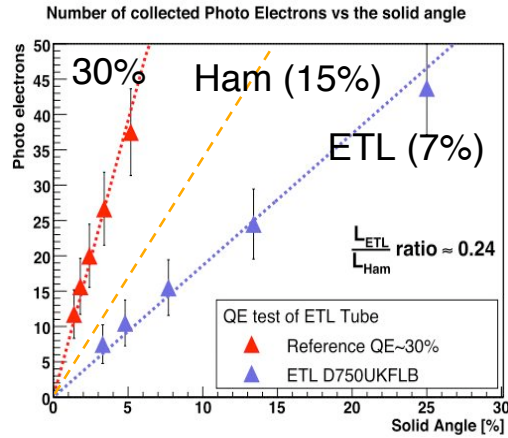 Number of collected Photo Electrons vs the solid angle
Photo electrons
50
45
40
35
30
25
20
15
10
5
0
30%
Ham (15%)
ETL (7%)
L_ETL
L_Ham ratio ≈ 0.24
QE test of ETL Tube
Reference QE~30%
ETL D750UKFLB
0 5 10 15 20 25 30
Solid Angle [%]